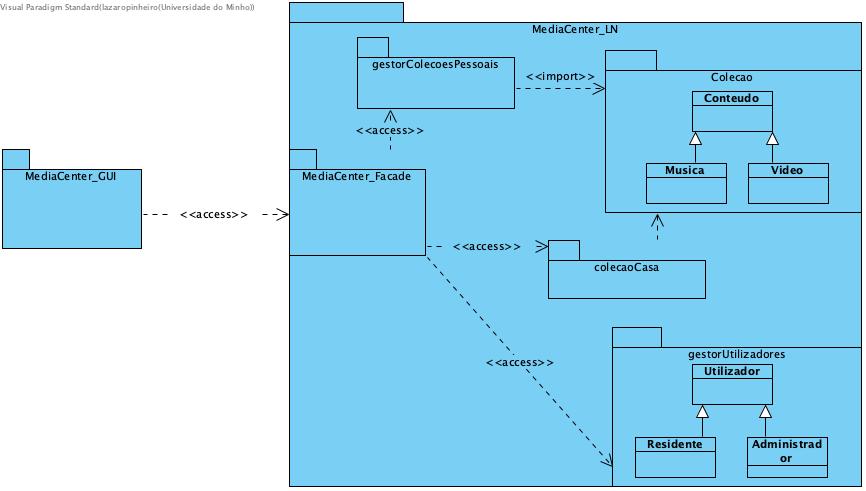 Visual Paradigm Standard(lazaropinheiro(Universidade do Minho))
MediaCenter_LN
gestorColecoesPessoais
<<import>>
Colecao
Conteudo
<<access>>
Musica
Video
MediaCenter_GUI
MediaCenter_Facade
<<access>>
<<access>>
colecaoCasa
gestorUtilizadores
<<access>>
Utilizador
Residente
Administrad
or